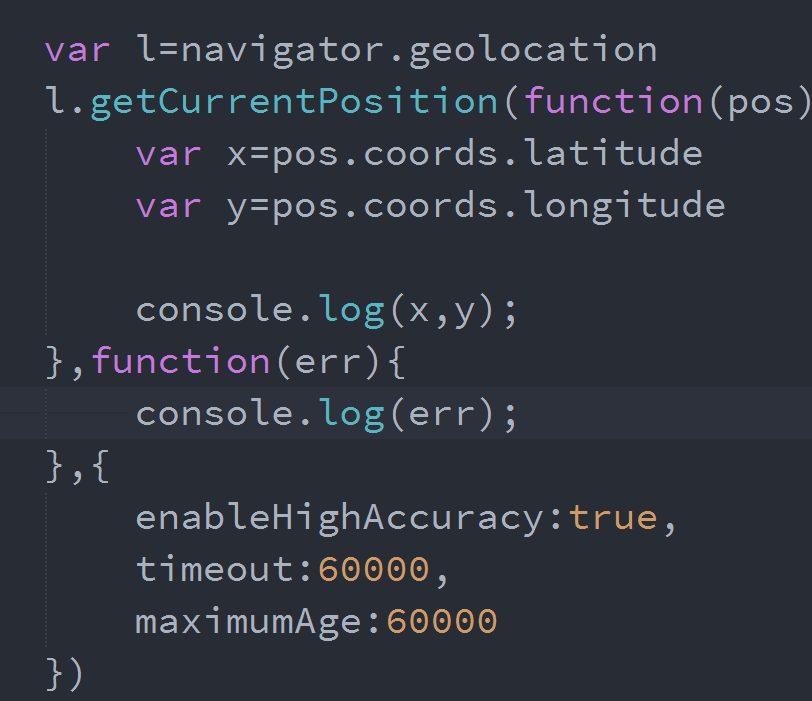 var l=navigator.geolocation
l.getCurrentPosition(function(pos)
    var x=pos.coords.latitude
    var y=pos.coords.longitude

    console.log(x,y);
},function(err){
    console.log(err);
},{
    enableHighAccuracy:true,
    timeout:60000,
    maximumAge:60000
})